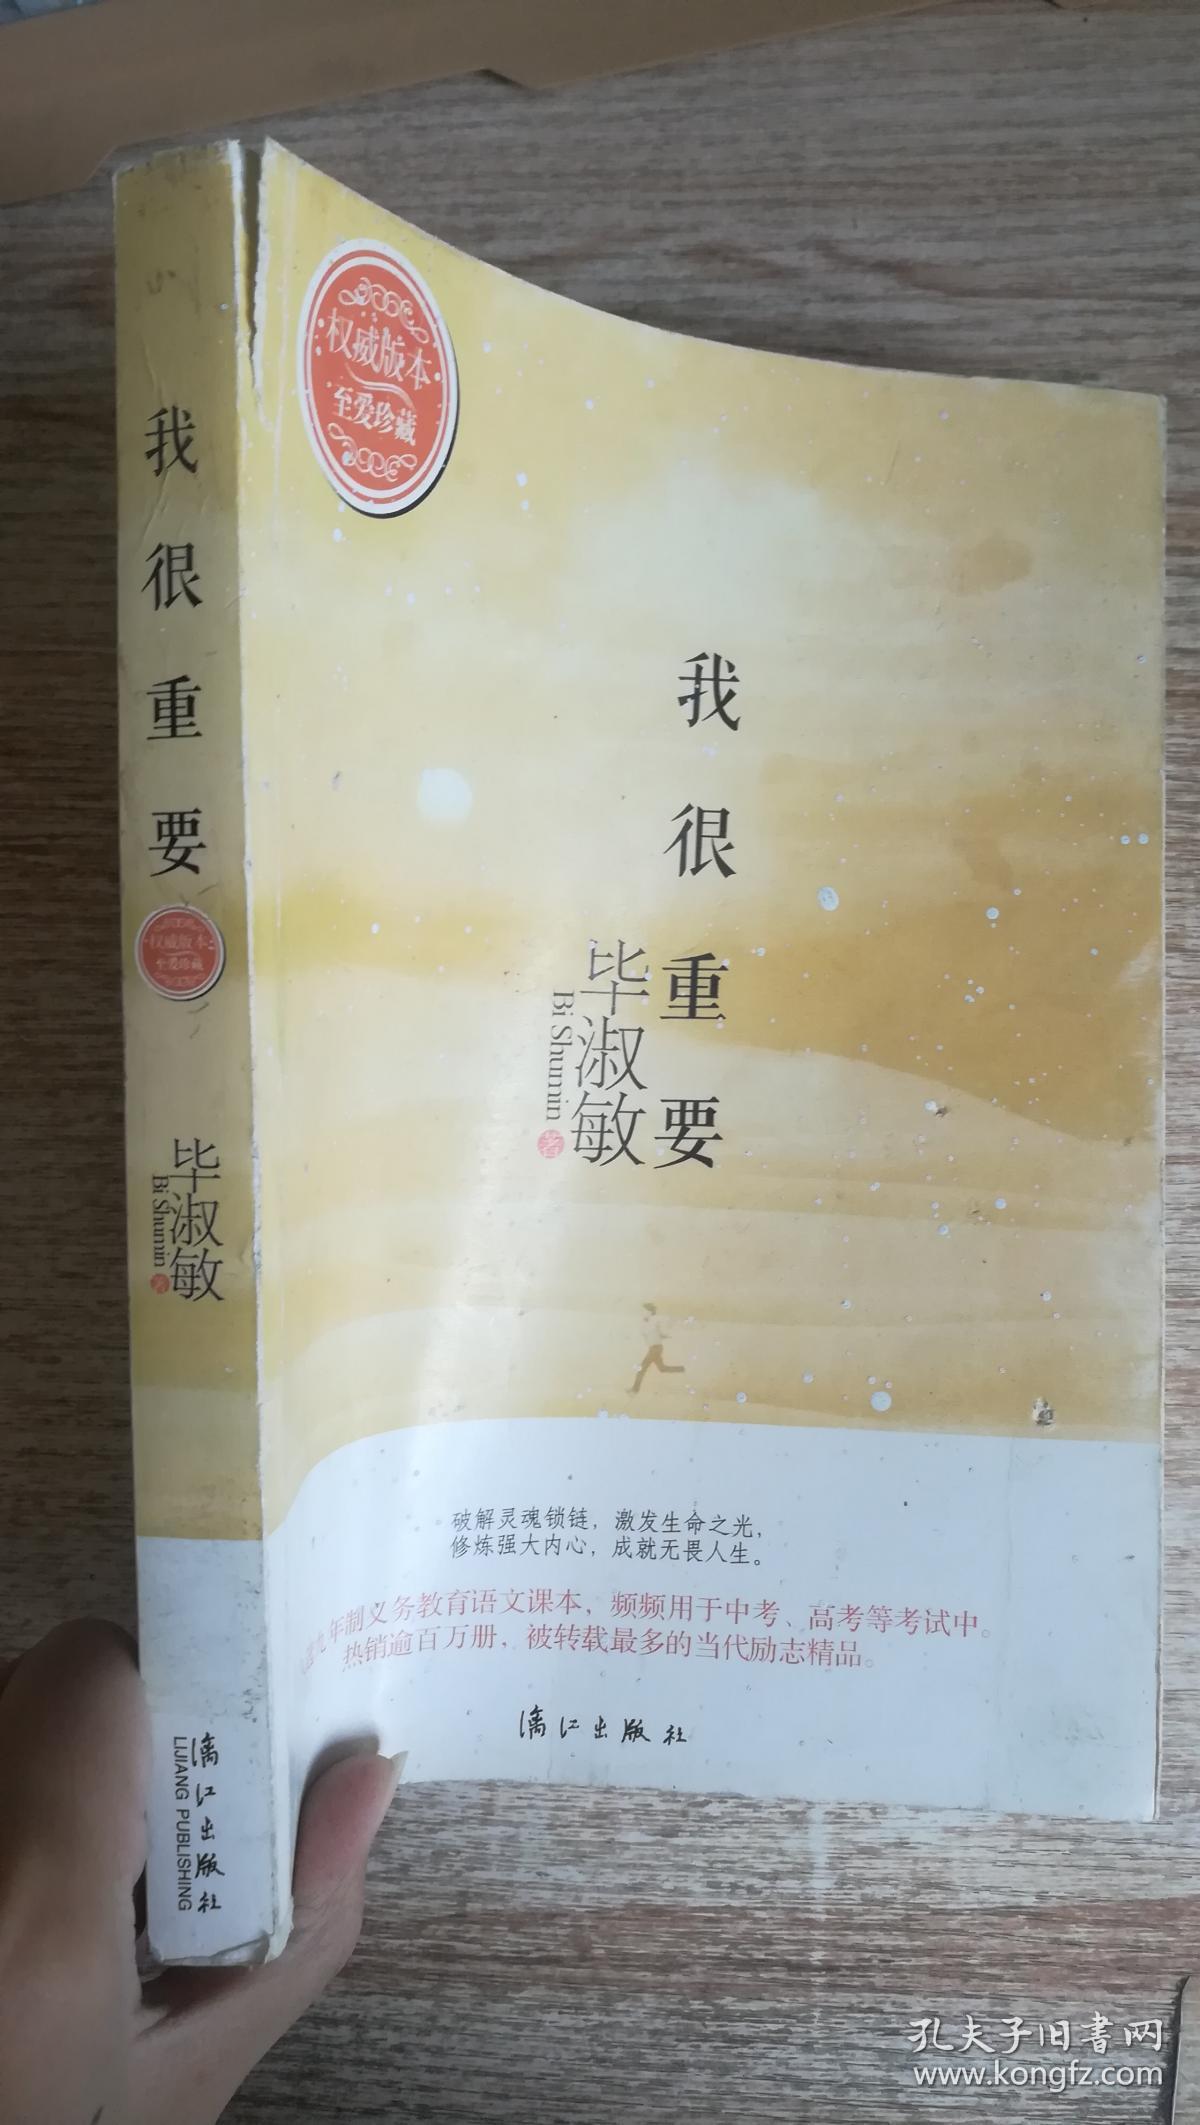 我很重要
权威版本
至爱珍藏
毕淑敏
Bi Shumin
著
漓江出版社
LIJIANG PUBLISHING
权威版本
至爱珍藏
我很重要
毕淑敏
Bi Shumin
著
破解灵魂锁链，激发生命之光，
修炼强大内心，成就无畏人生。
九年制义务教育语文课本，频频用于中考、高考等考试中。
热销逾百万册，被转载最多的当代励志精品。
漓江出版社
孔夫子旧书网
www.kongfz.com